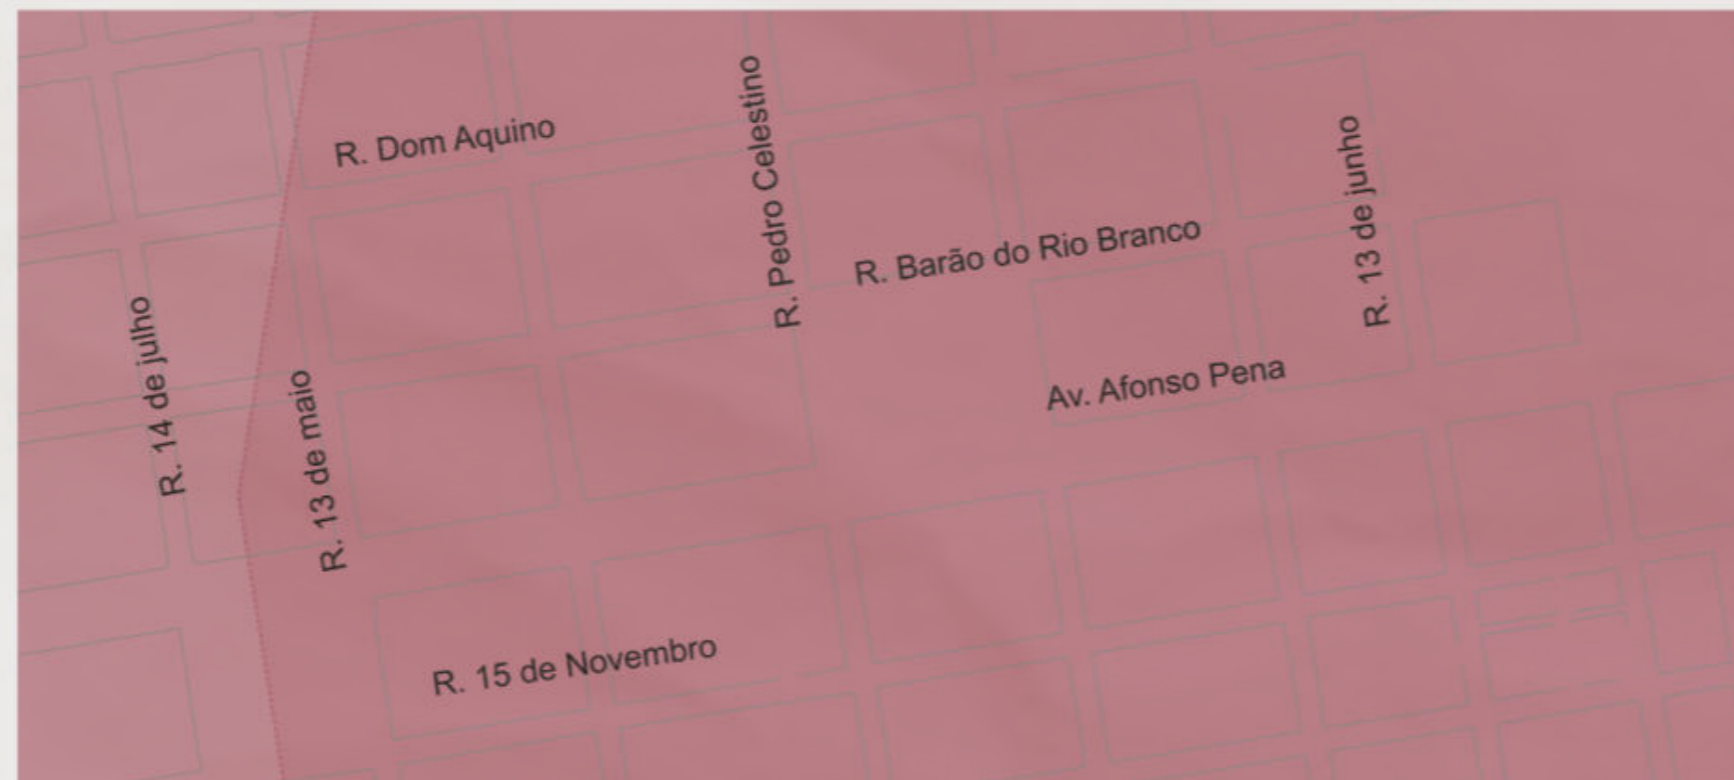 R. Dom Aquino
R. Pedro Celestino
R. 13 de junho
R. Barão do Rio Branco
R. 14 de julho
R. 13 de maio
Av. Afonso Pena
R. 15 de Novembro